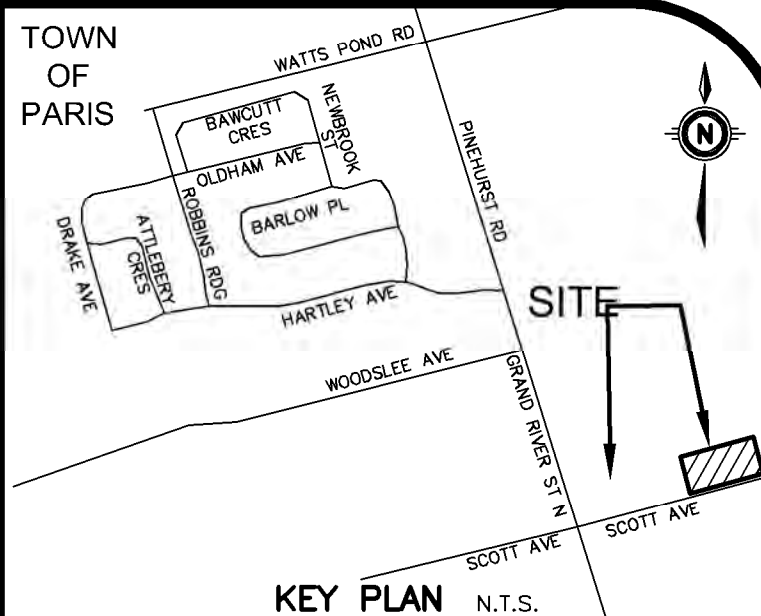 TOWN
OF
PARIS
WATTS POND RD
BAWCUTT
CRES
NEWBROOK
ST
OLDHAM AVE
PINEHURST RD
N
DRAKE AVE
ATTLEBERY
CRES
ROBBINS RDG
BARLOW PL
HARTLEY AVE
SITE
WOODSLEE AVE
GRAND RIVER ST N
SCOTT AVE
SCOTT AVE
KEY PLAN N.T.S.